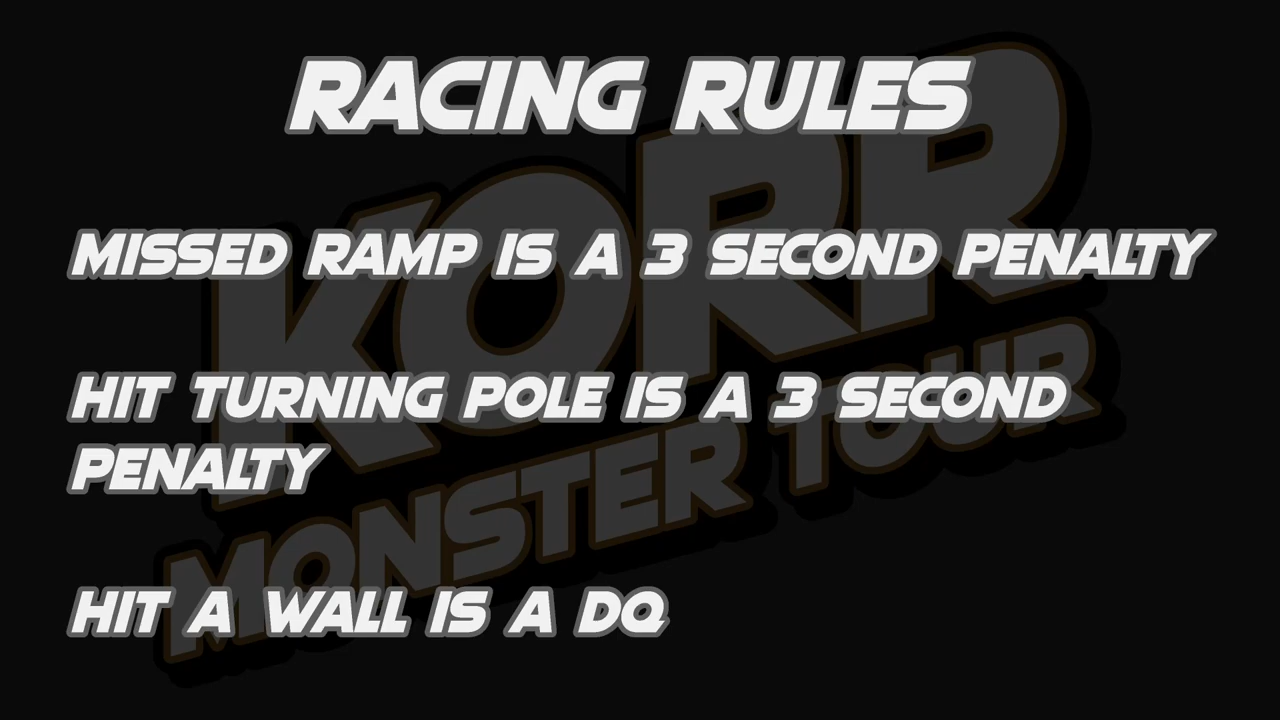 RACING RULES
MISSED RAMP IS A 3 SECOND PENALTY
HIT TURNING POLE IS A 3 SECOND
PENALTY
HIT A WALL IS A DQ
KORR
MONSTER TOUR